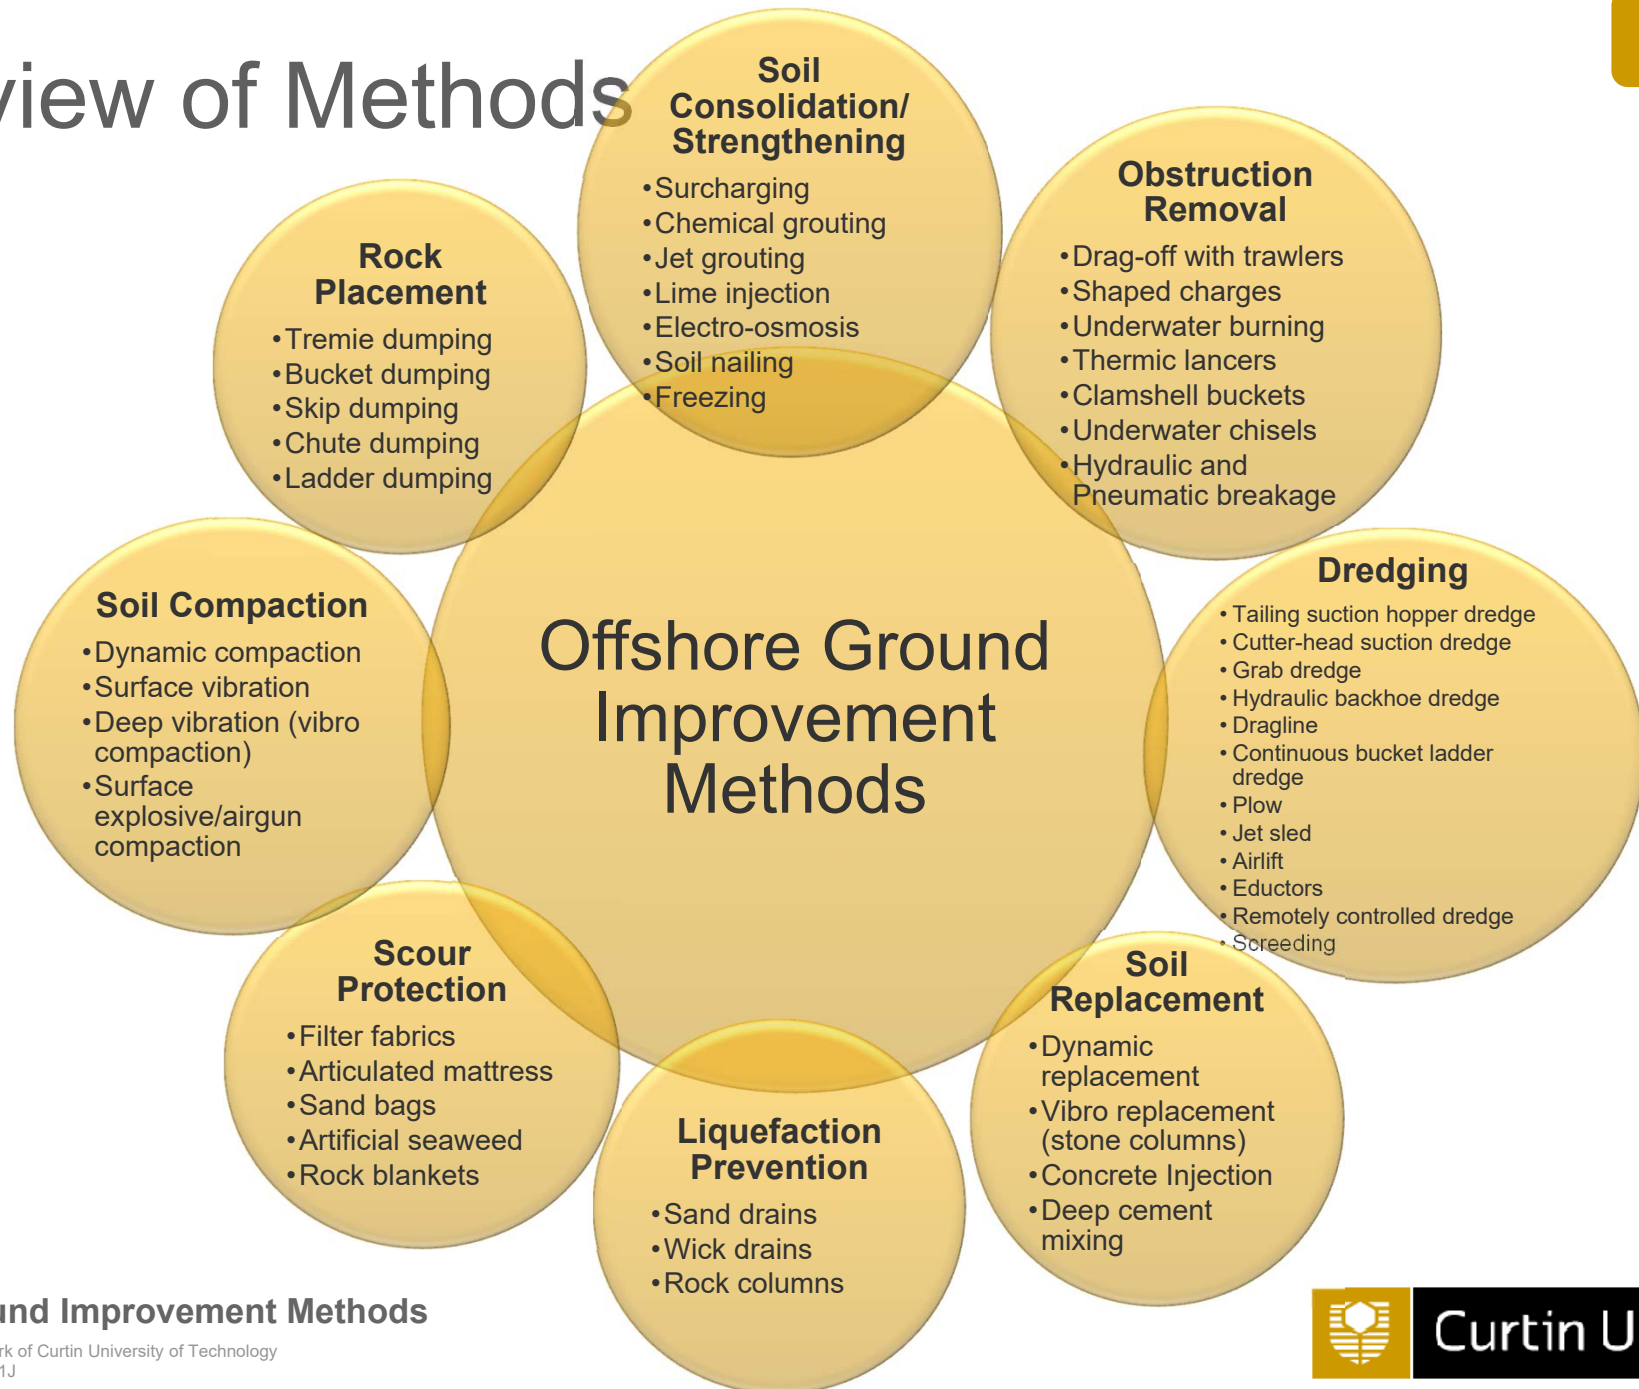 view of Methods
Soil
Consolidation/
Strengthening
•Surcharging
•Chemical grouting
•Jet grouting
•Lime injection
•Electro-osmosis
•Soil nailing
•Freezing
Obstruction
Removal
•Drag-off with trawlers
•Shaped charges
•Underwater burning
•Thermic lancers
•Clamshell buckets
•Underwater chisels
•Hydraulic and
Pneumatic breakage
Dredging
• Tailing suction hopper dredge
• Cutter-head suction dredge
• Grab dredge
• Hydraulic backhoe dredge
• Dragline
• Continuous bucket ladder
dredge
• Plow
• Jet sled
• Airlift
• Eductors
• Remotely controlled dredge
• Screeding
Soil
Replacement
•Dynamic
replacement
•Vibro replacement
(stone columns)
•Concrete Injection
•Deep cement
mixing
Liquefaction
Prevention
•Sand drains
•Wick drains
•Rock columns
Scour
Protection
•Filter fabrics
•Articulated mattress
•Sand bags
•Artificial seaweed
•Rock blankets
Soil Compaction
•Dynamic compaction
•Surface vibration
•Deep vibration (vibro
compaction)
•Surface
explosive/airgun
compaction
Rock
Placement
•Tremie dumping
•Bucket dumping
•Skip dumping
•Chute dumping
•Ladder dumping
Offshore Ground
Improvement
Methods
und Improvement Methods
rk of Curtin University of Technology
1J
Curtin U